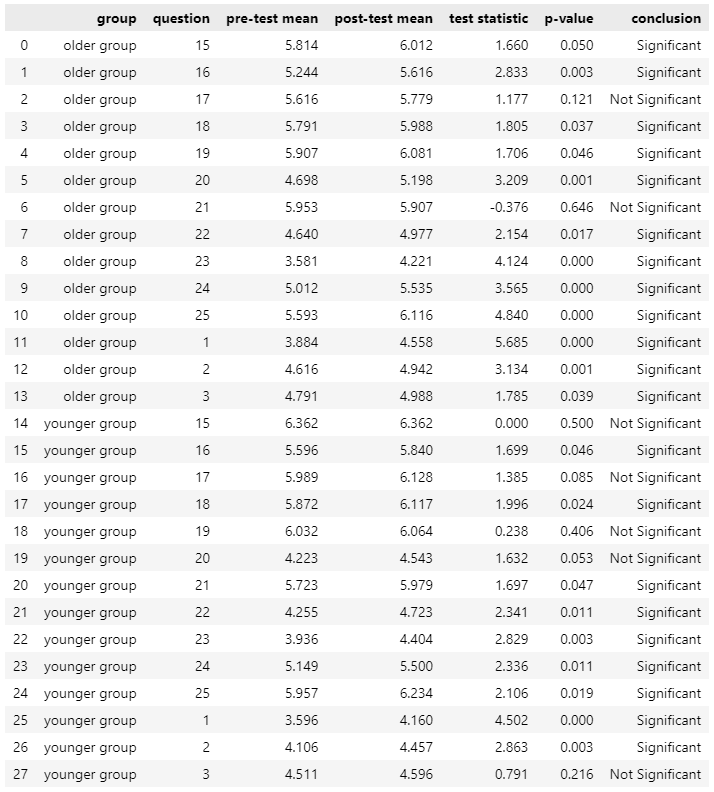 group question pre-test mean post-test mean test statistic p-value conclusion
0 older group 15 5.814 6.012 1.660 0.050 Significant
1 older group 16 5.244 5.616 2.833 0.003 Significant
2 older group 17 5.616 5.779 1.177 0.121 Not Significant
3 older group 18 5.791 5.988 1.805 0.037 Significant
4 older group 19 5.907 6.081 1.706 0.046 Significant
5 older group 20 4.698 5.198 3.209 0.001 Significant
6 older group 21 5.953 5.907 -0.376 0.646 Not Significant
7 older group 22 4.640 4.977 2.154 0.017 Significant
8 older group 23 3.581 4.221 4.124 0.000 Significant
9 older group 24 5.012 5.535 3.565 0.000 Significant
10 older group 25 5.593 6.116 4.840 0.000 Significant
11 older group 1 3.884 4.558 5.685 0.000 Significant
12 older group 2 4.616 4.942 3.134 0.001 Significant
13 older group 3 4.791 4.988 1.785 0.039 Significant
14 younger group 15 6.362 6.362 0.000 0.500 Not Significant
15 younger group 16 5.596 5.840 1.699 0.046 Significant
16 younger group 17 5.989 6.128 1.385 0.085 Not Significant
17 younger group 18 5.872 6.117 1.996 0.024 Significant
18 younger group 19 6.032 6.064 0.238 0.406 Not Significant
19 younger group 20 4.223 4.543 1.632 0.053 Not Significant
20 younger group 21 5.723 5.979 1.697 0.047 Significant
21 younger group 22 4.255 4.723 2.341 0.011 Significant
22 younger group 23 3.936 4.404 2.829 0.003 Significant
23 younger group 24 5.149 5.500 2.336 0.011 Significant
24 younger group 25 5.957 6.234 2.106 0.019 Significant
25 younger group 1 3.596 4.160 4.502 0.000 Significant
26 younger group 2 4.106 4.457 2.863 0.003 Significant
27 younger group 3 4.511 4.596 0.791 0.216 Not Significant